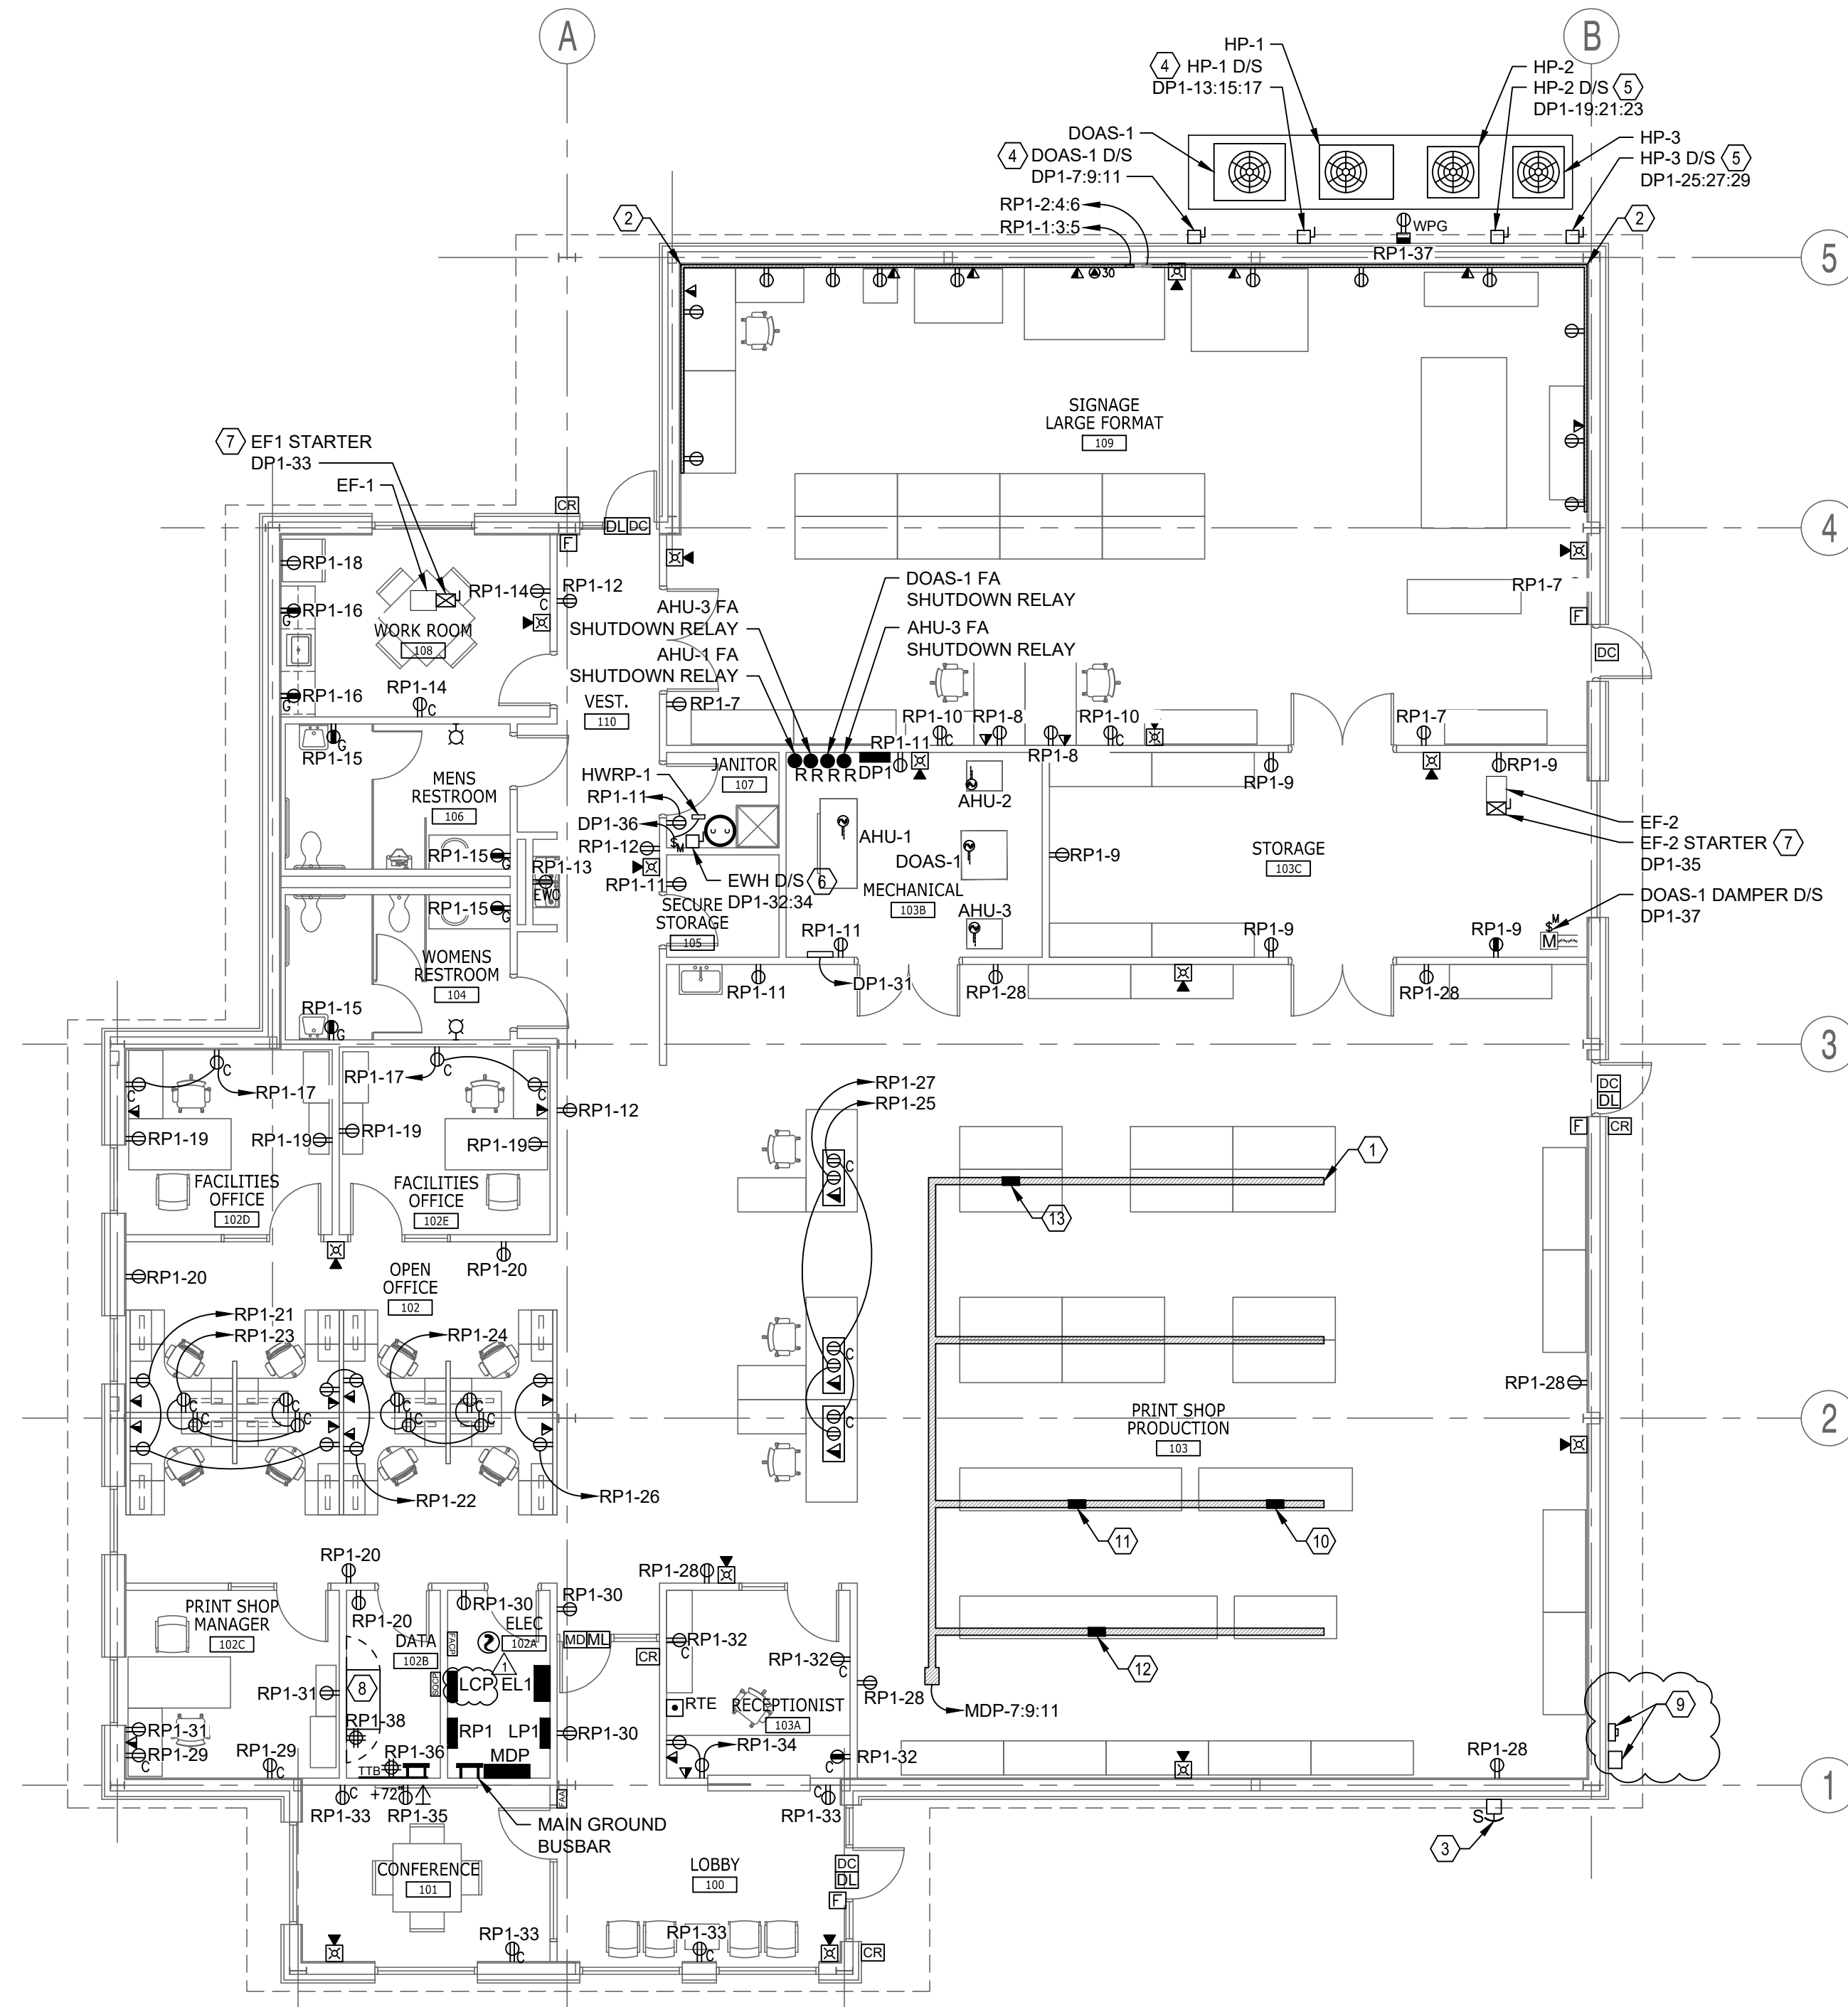 A
B
HP-1
4 HP-1 D/S
DP1-13:15:17
HP-2
HP-2 D/S 5
DP1-19:21:23
DOAS-1
4 DOAS-1 D/S
DP1-7:9:11
HP-3
HP-3 D/S 5
DP1-25:27:29
RP1-2:4:6
RP1-1:3:5
2
2
WPG
RP1-37
5
30
SIGNAGE
LARGE FORMAT
109
7 EF1 STARTER
DP1-33
EF-1
CR
DL DC
F
4
RP1-18
RP1-14
C
RP1-12
RP1-16
G
WORK ROOM
108
RP1-16
G
RP1-14
C
DOAS-1 FA
SHUTDOWN RELAY
AHU-3 FA
SHUTDOWN RELAY
AHU-3 FA
SHUTDOWN RELAY
AHU-1 FA
SHUTDOWN RELAY
RP1-7
F
DC
VEST.
110
RP1-7
RP1-10
C
RP1-8
RP1-10
C
RP1-7
RP1-15
G
RP1-11
RP1-8
R R R R DP1
JANITOR
107
RP1-9
RP1-9
MENS
RESTROOM
106
HWRP-1
RP1-11
DP1-36
$M
RP1-12
AHU-2
AHU-1
DOAS-1
EF-2
EF-2 STARTER 7
DP1-35
RP1-15
G
RP1-13
EWC
RP1-9
STORAGE
103C
RP1-11
EWH D/S 6
DP1-32:34
MECHANICAL
103B
DOAS-1 DAMPER D/S
DP1-37
RP1-15
G
SECURE
STORAGE
105
AHU-3
RP1-11
RP1-9
RP1-9
$M
M
WOMENS
RESTROOM
104
RP1-11
DP1-31
RP1-28
RP1-28
RP1-15
G
3
C
RP1-17
C
RP1-17
C
C
RP1-12
RP1-27
RP1-25
DC
DL
F
CR
RP1-19
RP1-19
RP1-19
RP1-19
C
1
FACILITIES
OFFICE
102D
FACILITIES
OFFICE
102E
13
RP1-20
OPEN
OFFICE
102
RP1-20
RP1-21
RP1-23
RP1-24
C
C
C
C
C
C
C
C
C
C
RP1-28
PRINT SHOP
PRODUCTION
103
2
RP1-22
RP1-26
11
10
RP1-20
RP1-28
PRINT SHOP
MANAGER
102C
RP1-20
RP1-30
RP1-30
ELEC
102A
DATA
102B
FACP
MD ML
CR
RP1-32
C
RP1-32
C
12
1
LCP EL1
8
RP1-31
RTE
RECEPTIONIST
103A
RP1-28
MDP-7:9:11
9
RP1-38
RP1-31
RP1-29
C
RP1-29
C
RP1 LP1
RP1-30
RP1-36
TTB
MDP
RP1-34
RP1-32
C
RP1-28
1
C
RP1-33
+72"
RP1-35
FAA
MAIN GROUND
BUSBAR
C
RP1-33
S
3
CONFERENCE
101
LOBBY
100
DC
DL
F
RP1-33
C
RP1-33
C
CR